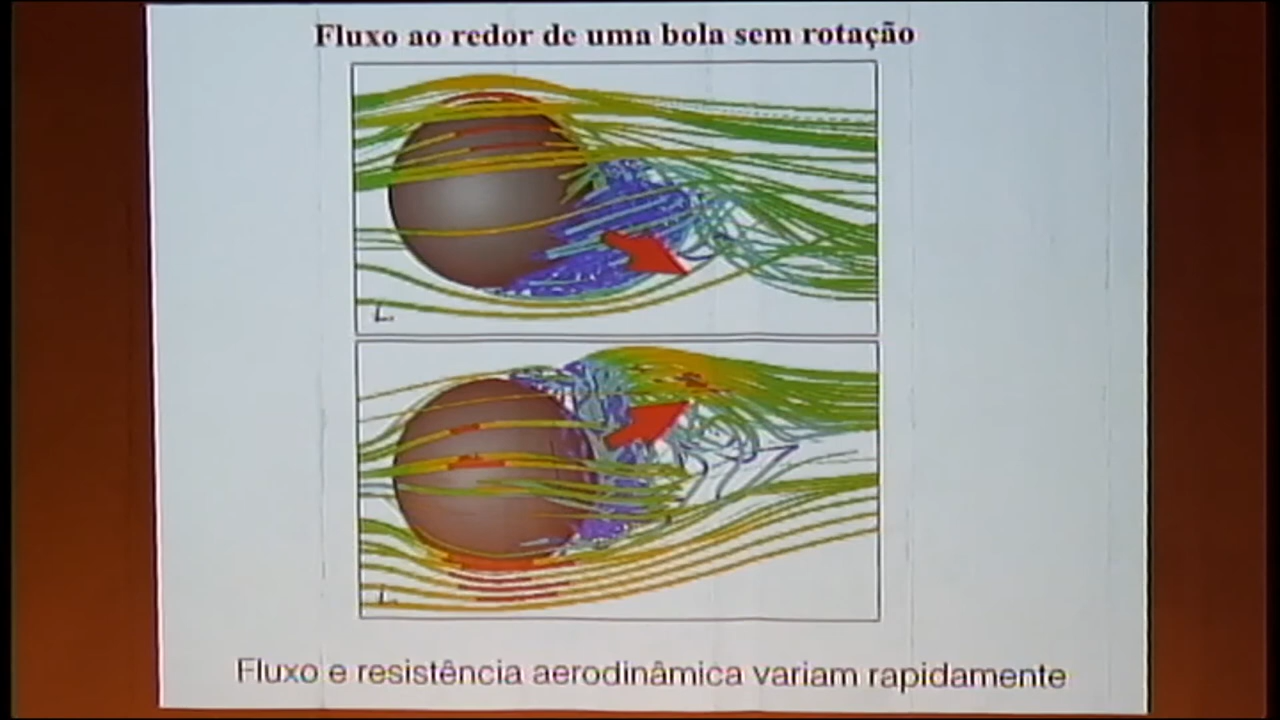 Fluxo ao redor de uma bola sem rotação
Fluxo e resistência aerodinâmica variam rapidamente